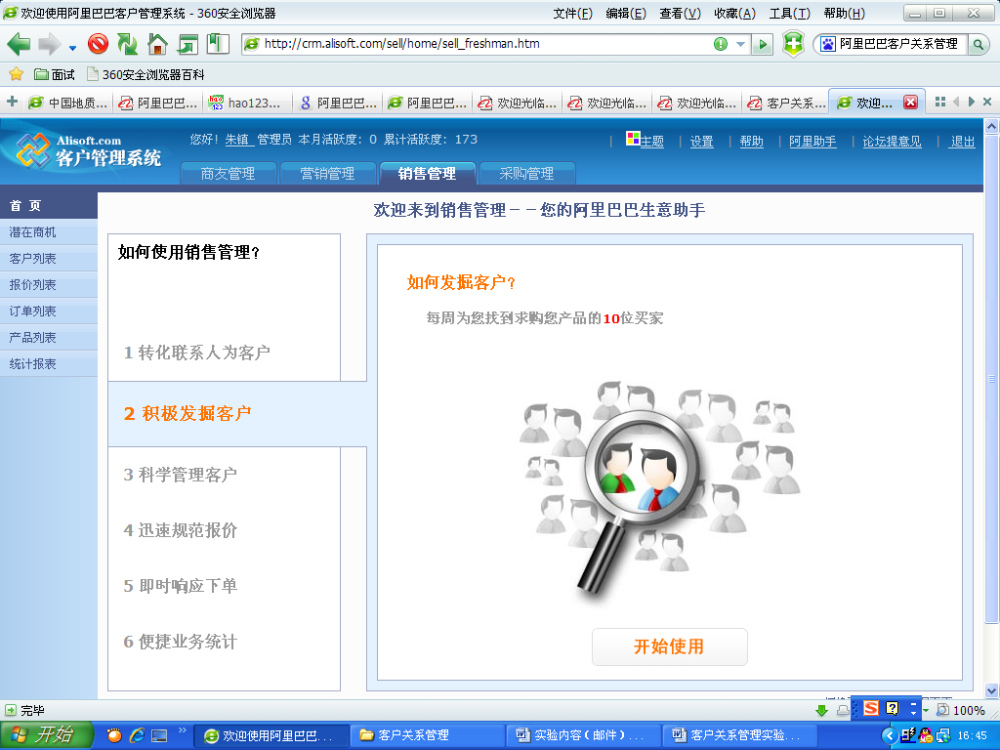 欢迎使用阿里巴巴客户管理系统 - 360安全浏览器
文件(F) 编辑(E) 查看(V) 收藏(A) 工具(T) 帮助(H)
http://crm.alisoft.com/sell/home/sell_freshman.htm
阿里巴巴客户关系管理
面试 360安全浏览器百科
中国地质... 阿里巴巴... hao123... 阿里巴巴... 阿里巴巴... 欢迎光临... 欢迎光临... 欢迎光临... 客户关系... 欢迎...
Alisoft.com
客户管理系统
您好! 朱镇 管理员 本月活跃度: 0 累计活跃度: 173
主题 | 设置 | 帮助 | 阿里助手 | 论坛提意见 | 退出
商友管理 营销管理 销售管理 采购管理
首 页
潜在商机
客户列表
报价列表
订单列表
产品列表
统计报表
欢迎来到销售管理－－您的阿里巴巴生意助手
如何使用销售管理?
1 转化联系人为客户
2 积极发掘客户
3 科学管理客户
4 迅速规范报价
5 即时响应下单
6 便捷业务统计
如何发掘客户?
每周为您找到求购您产品的10位买家
开始使用
完毕
100%
开始
欢迎使用阿里巴巴... 客户关系管理 实验内容（邮件）... 客户关系管理实验...
16:45